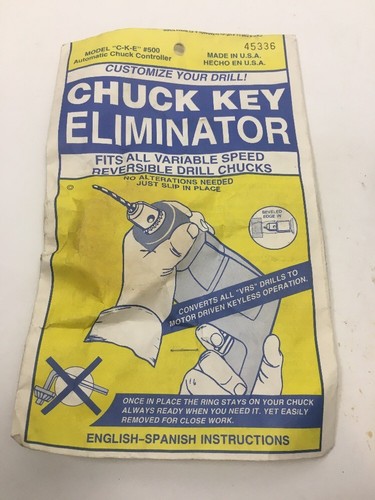 MODEL "C-K-E" #500
Automatic Chuck Controller
45336
MADE IN U.S.A.
HECHO EN U.S.A.
CUSTOMIZE YOUR DRILL!
CHUCK KEY
ELIMINATOR
FITS ALL VARIABLE SPEED
REVERSIBLE DRILL CHUCKS
NO ALTERATIONS NEEDED
JUST SLIP IN PLACE
BEVELED
EDGE
CONVERTS ALL "VRS" DRILLS TO
MOTOR DRIVEN KEYLESS OPERATION.
ONCE IN PLACE THE RING STAYS ON YOUR CHUCK
ALWAYS READY WHEN YOU NEED IT. YET EASILY
REMOVED FOR CLOSE WORK.
ENGLISH-SPANISH INSTRUCTIONS